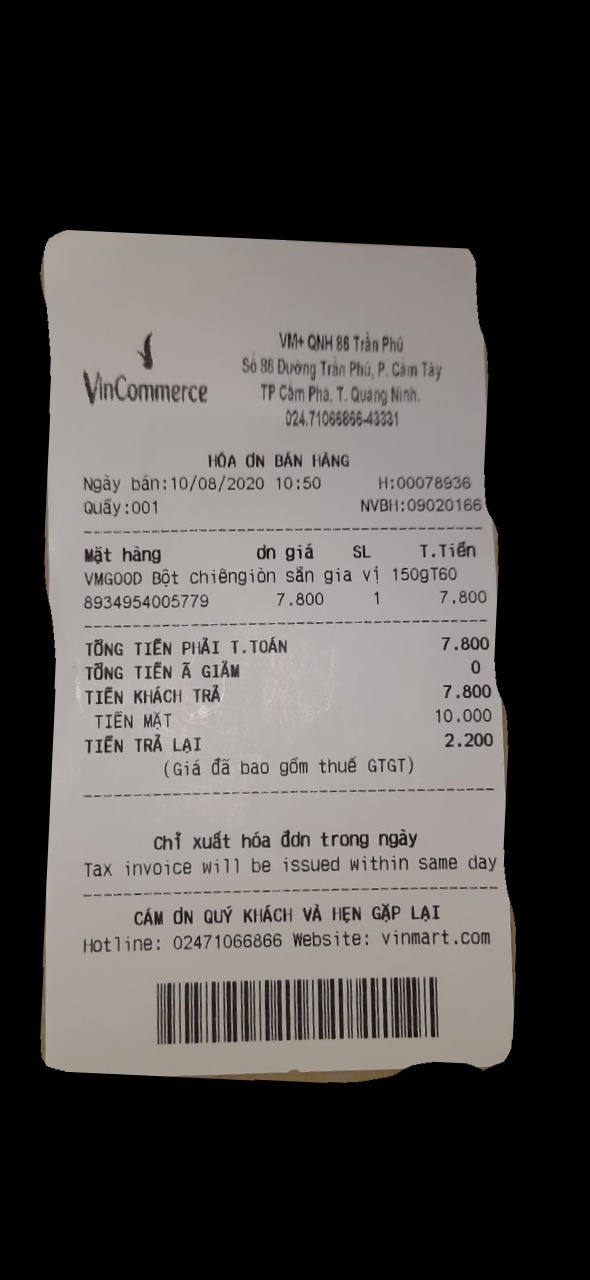 VinCommerce
VM+ QNH 86 Trần Phú
Số 86 Đường Trần Phú, P. Cẩm Tây
TP Cẩm Phả, T. Quảng Ninh.
024.71066866-43331
HÓA ƠN BÁN HÀNG
Ngày bán:10/08/2020 10:50 H:00078936
Quầy:001 NVBH:09020166
Mặt hàng ơn giá SL T.Tiền
VMGOOD Bột chiêngiòn sẵn gia vị 150gT60
8934954005779 7.800 1 7.800
TỔNG TIỀN PHẢI T.TOÁN 7.800
TỔNG TIỀN Ã GIẢM 0
TIỀN KHÁCH TRẢ 7.800
TIỀN MẶT 10.000
TIỀN TRẢ LẠI 2.200
(Giá đã bao gồm thuế GTGT)
Chỉ xuất hóa đơn trong ngày
Tax invoice will be issued within same day
CÁM ƠN QUÝ KHÁCH VÀ HẸN GẶP LẠI
Hotline: 02471066866 Website: vinmart.com